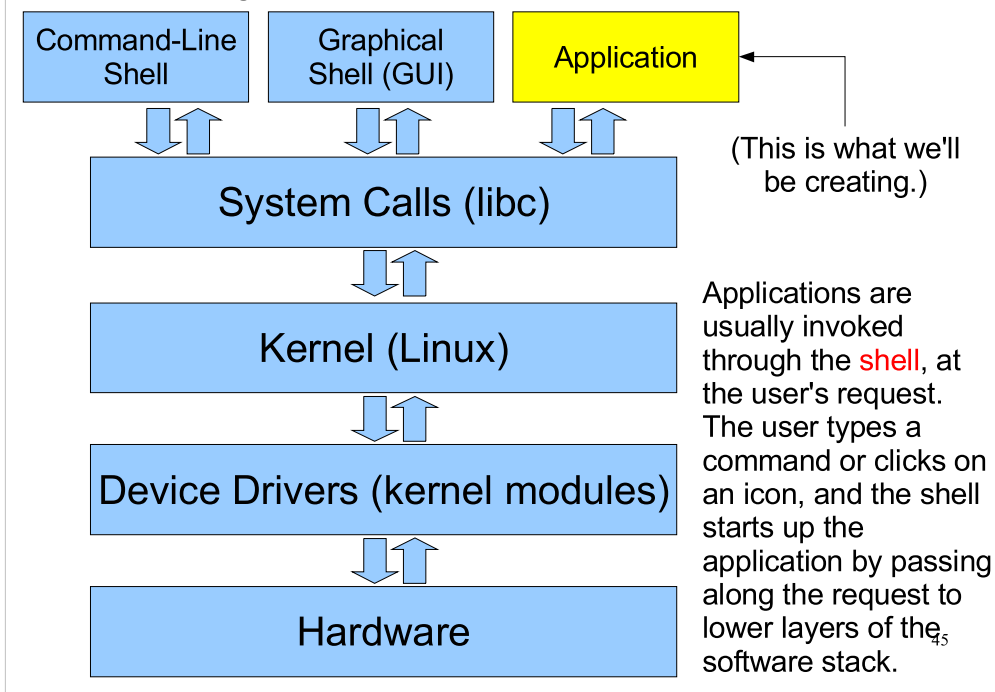 Command-Line
Shell
Graphical
Shell (GUI)
Application
(This is what we'll
be creating.)
System Calls (libc)
Kernel (Linux)
Device Drivers (kernel modules)
Hardware
Applications are
usually invoked
through the shell, at
the user's request.
The user types a
command or clicks on
an icon, and the shell
starts up the
application by passing
along the request to
lower layers of the
software stack.
45